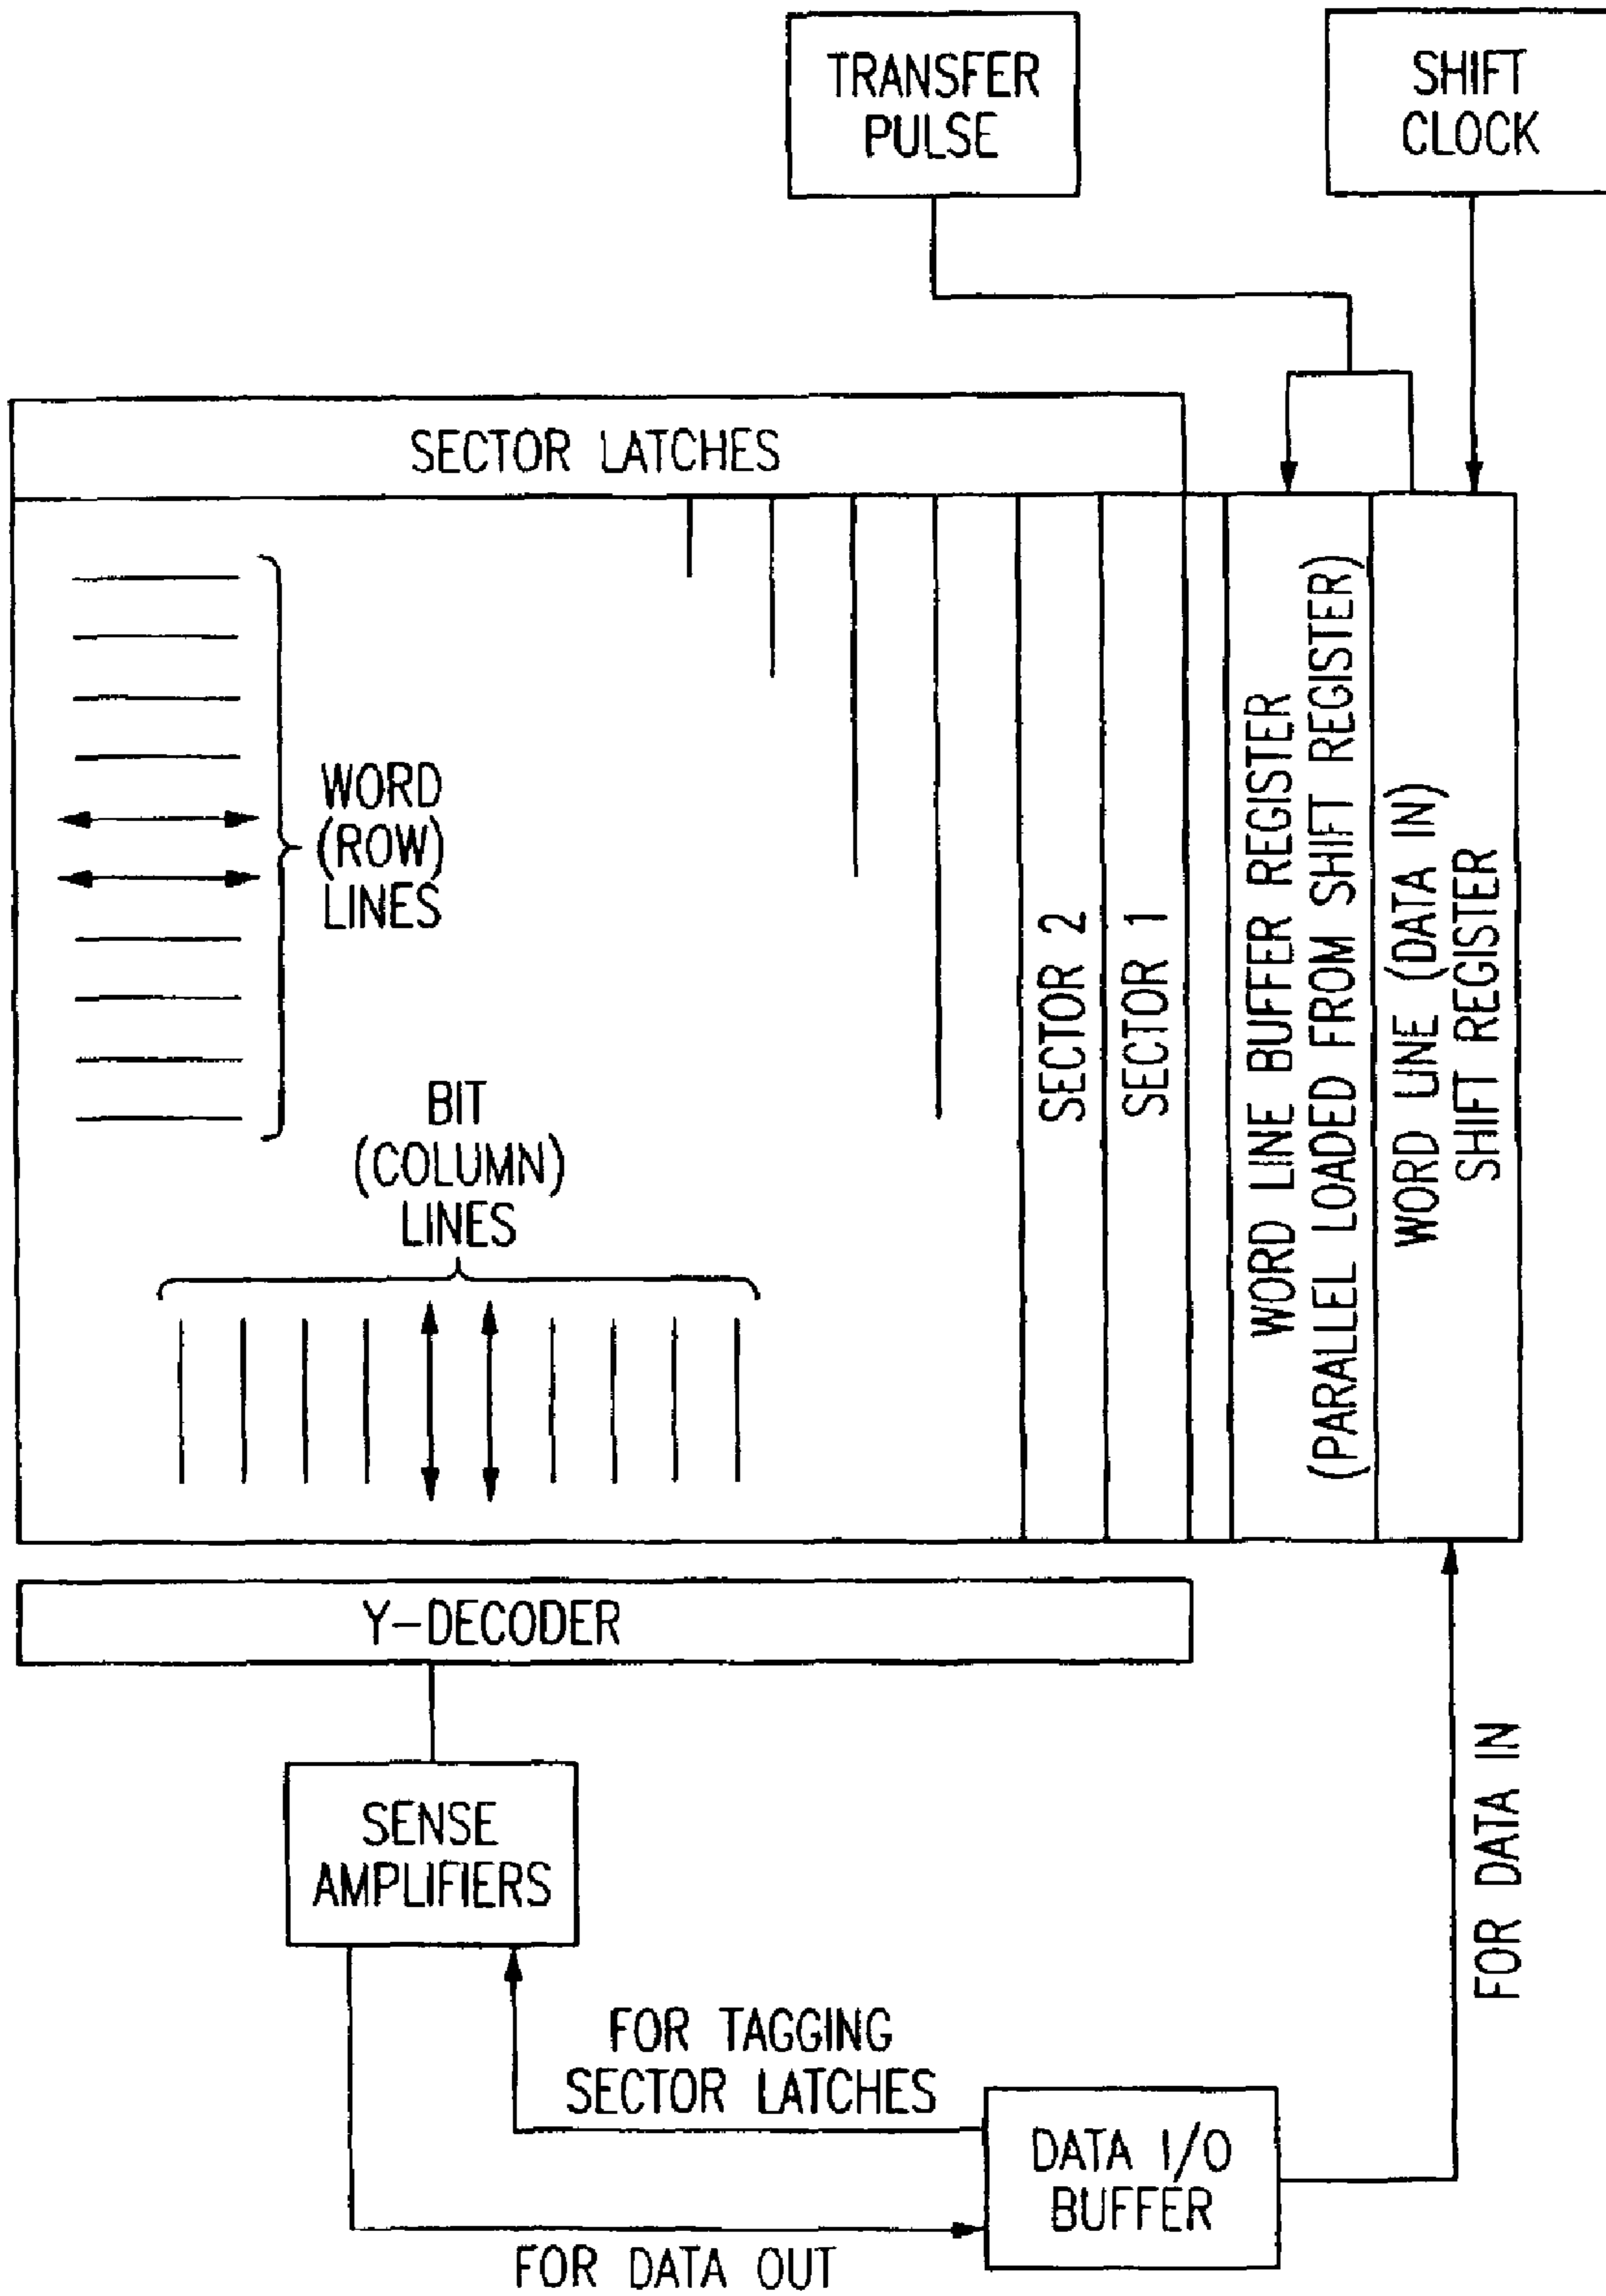 TRANSFER
PULSE
SHIFT
CLOCK
SECTOR LATCHES
WORD
(ROW)
LINES
BIT
(COLUMN)
LINES
SECTOR 2
SECTOR 1
WORD LINE BUFFER REGISTER
(PARALLEL LOADED FROM SHIFT REGISTER)
WORD LINE (DATA IN)
SHIFT REGISTER
Y-DECODER
SENSE
AMPLIFIERS
FOR TAGGING
SECTOR LATCHES
DATA I/O
BUFFER
FOR DATA OUT
FOR DATA IN